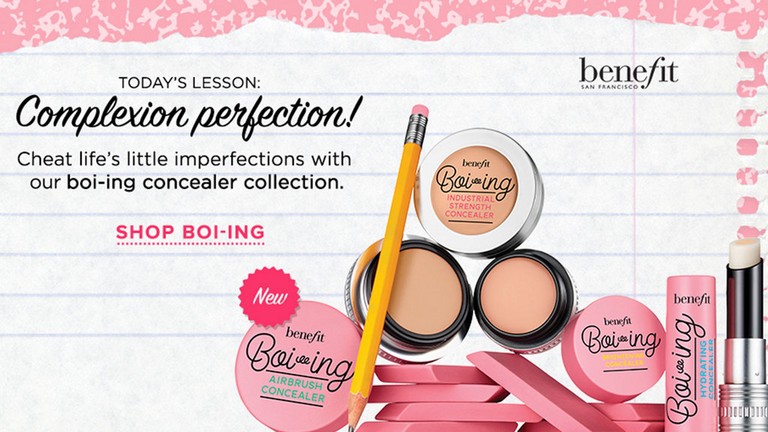 TODAY'S LESSON:
Complexion perfection!
Cheat life's little imperfections with
our boi-ing concealer collection.
SHOP BOI-ING
benefit
SAN FRANCISCO
benefit
Boi-ing
INDUSTRIAL
STRENGTH
CONCEALER
New
benefit
Boi-ing
AIRBRUSH
CONCEALER
benefit
Boi-ing
BRIGHTENING
CONCEALER
benefit
Boi-ing
HYDRATING
CONCEALER